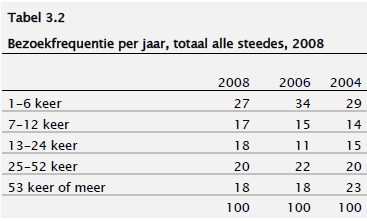 Tabel 3.2
Bezoekfrequentie per jaar, totaal alle steedes, 2008
2008 2006 2004
1-6 keer 27 34 29
7-12 keer 17 15 14
13-24 keer 18 11 15
25-52 keer 20 22 20
53 keer of meer 18 18 23
100 100 100